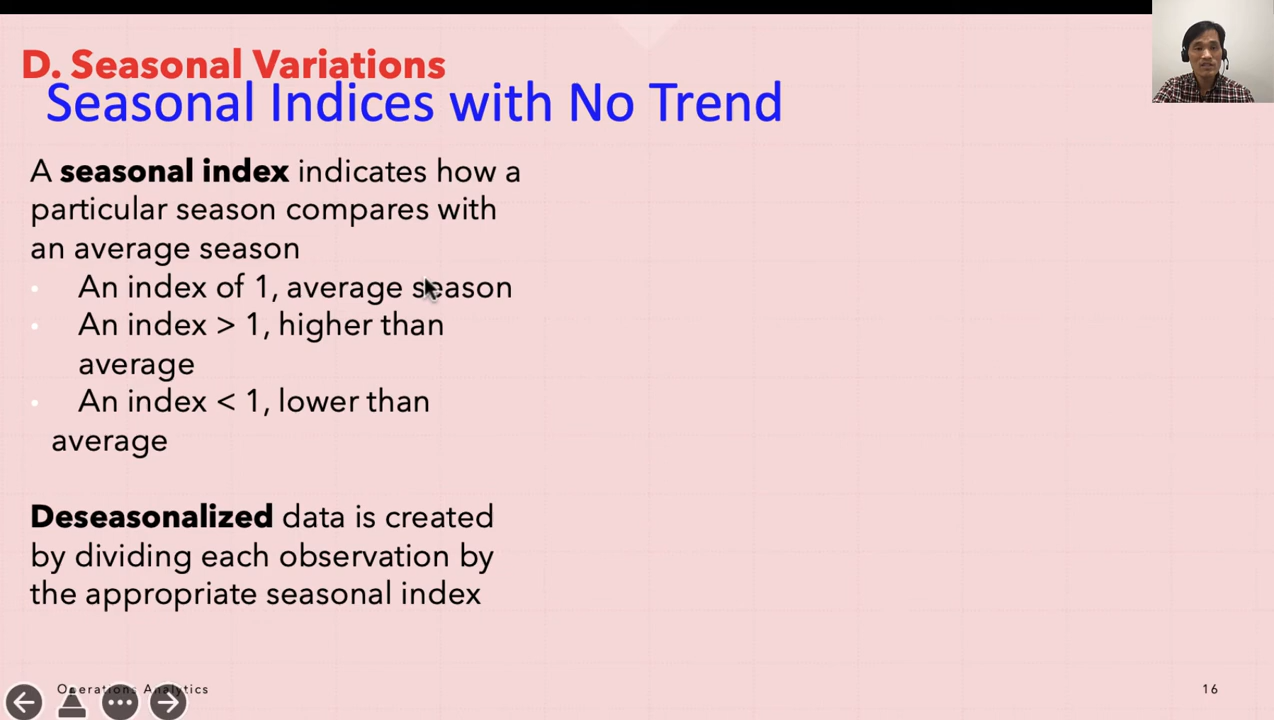 D. Seasonal Variations
Seasonal Indices with No Trend
A seasonal index indicates how a
particular season compares with
an average season
• An index of 1, average season
• An index > 1, higher than
average
• An index < 1, lower than
average
Deseasonalized data is created
by dividing each observation by
the appropriate seasonal index
Operations Analytics
16